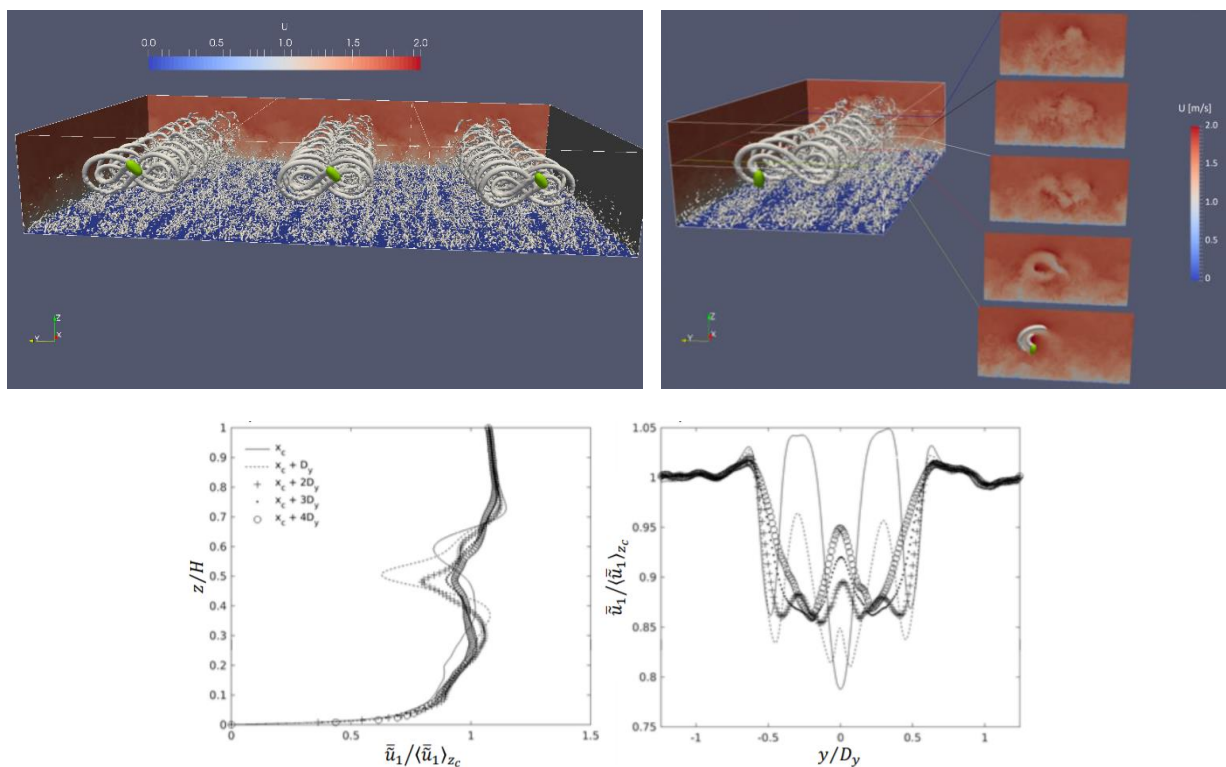 U
0.0 0.5 1.0 1.5 2.0
Z
Y X
U [m/s]
2.0
1.5
1.0
0.5
0
Z
Y X
1
0.9
0.8
0.7
0.6
0.5
0.4
0.3
0.2
0.1
0
z/H
x_c
x_c + D_y
x_c + 2D_y
x_c + 3D_y
x_c + 4D_y
0 0.5 1 1.5
ũ̄₁/⟨ũ̄₁⟩_{z_c}
1.05
1
0.95
0.9
0.85
0.8
0.75
ũ̄₁/⟨ũ̄₁⟩_{z_c}
-1 -0.5 0 0.5 1
y/D_y